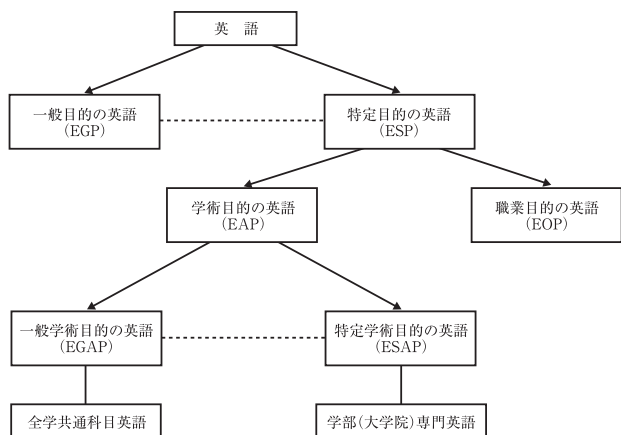 英 語
一般目的の英語
(EGP)
特定目的の英語
(ESP)
学術目的の英語
(EAP)
職業目的の英語
(EOP)
一般学術目的の英語
(EGAP)
特定学術目的の英語
(ESAP)
全学共通科目英語
学部(大学院)専門英語